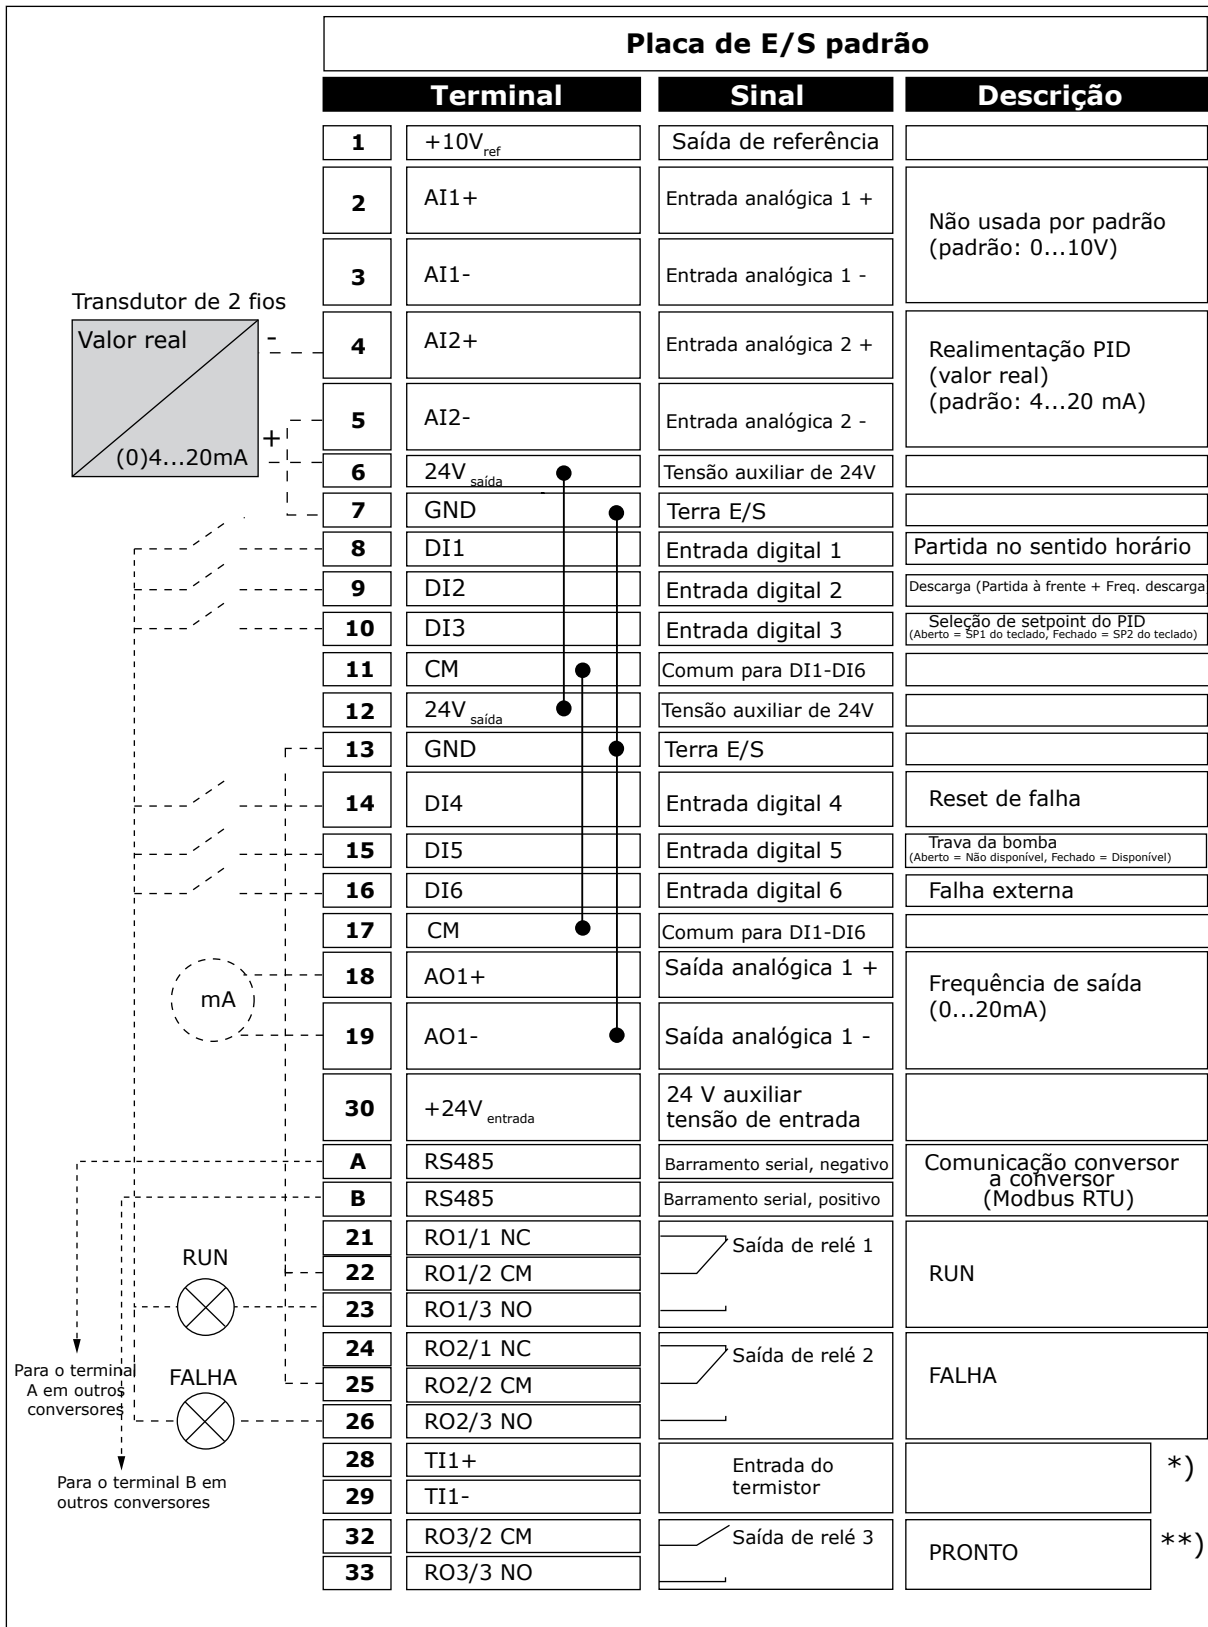 Placa de E/S padrão
Terminal Sinal Descrição
1 +10Vref Saída de referência
2 AI1+ Entrada analógica 1 +
Não usada por padrão
(padrão: 0...10V)
3 AI1- Entrada analógica 1 -
Transdutor de 2 fios
Valor real
-
+
(0)4...20mA
4 AI2+ Entrada analógica 2 +
Realimentação PID
(valor real)
(padrão: 4...20 mA)
5 AI2- Entrada analógica 2 -
6 24Vsaída Tensão auxiliar de 24V
7 GND Terra E/S
8 DI1 Entrada digital 1 Partida no sentido horário
9 DI2 Entrada digital 2 Descarga (Partida à frente + Freq. descarga
10 DI3 Entrada digital 3 Seleção de setpoint do PID
(Aberto = SP1 do teclado, Fechado = SP2 do teclado)
11 CM Comum para DI1-DI6
12 24Vsaída Tensão auxiliar de 24V
13 GND Terra E/S
14 DI4 Entrada digital 4 Reset de falha
15 DI5 Entrada digital 5 Trava da bomba
(Aberto = Não disponível, Fechado = Disponível)
16 DI6 Entrada digital 6 Falha externa
17 CM Comum para DI1-DI6
mA
18 AO1+ Saída analógica 1 +
Frequência de saída
(0...20mA)
19 AO1- Saída analógica 1 -
30 +24Ventrada 24 V auxiliar
tensão de entrada
A RS485 Barramento serial, negativo
Comunicação conversor
a conversor
(Modbus RTU)
B RS485 Barramento serial, positivo
21 RO1/1 NC Saída de relé 1
RUN
22 RO1/2 CM RUN
23 RO1/3 NO
24 RO2/1 NC Saída de relé 2
Para o terminal
A em outros
conversores
FALHA
25 RO2/2 CM FALHA
26 RO2/3 NO
28 TI1+ Entrada do
termistor
*)
Para o terminal B em
outros conversores
29 TI1-
32 RO3/2 CM Saída de relé 3
PRONTO
**)
33 RO3/3 NO